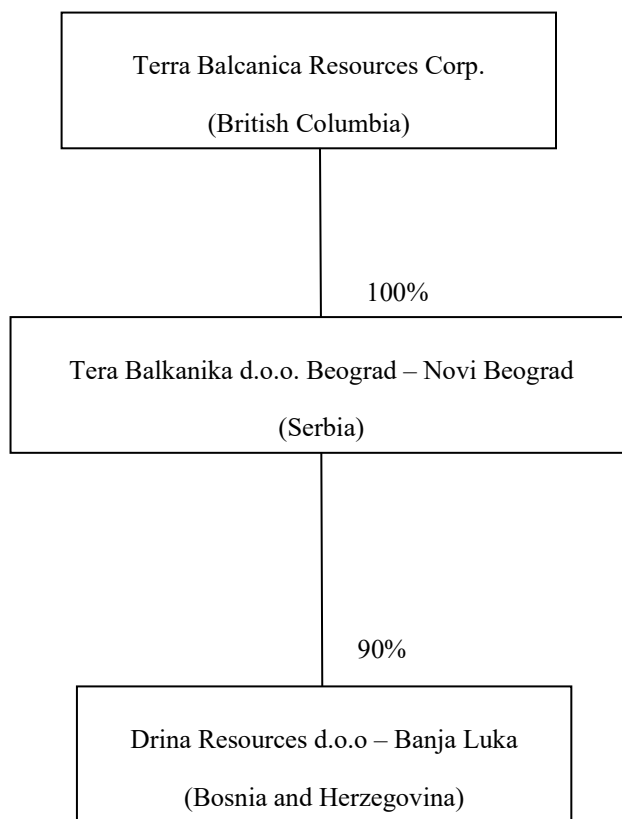 Terra Balcanica Resources Corp.
(British Columbia)
100%
Tera Balkanika d.o.o. Beograd – Novi Beograd
(Serbia)
90%
Drina Resources d.o.o – Banja Luka
(Bosnia and Herzegovina)